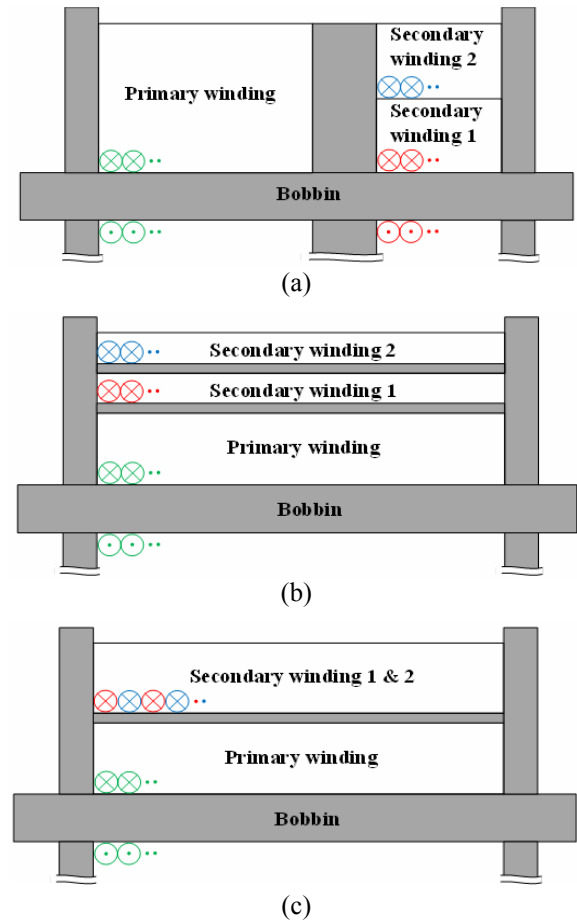 Primary winding
Secondary
winding 2
Secondary
winding 1
Bobbin
(a)
Secondary winding 2
Secondary winding 1
Primary winding
Bobbin
(b)
Secondary winding 1 & 2
Primary winding
Bobbin
(c)